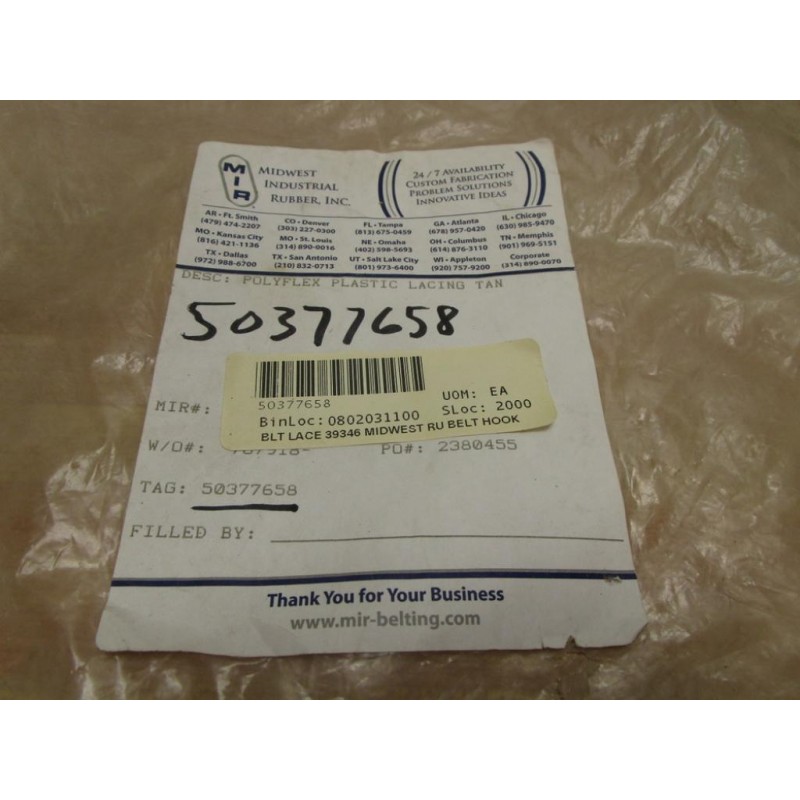 MIR
MIDWEST
INDUSTRIAL
RUBBER, INC.
24 / 7 AVAILABILITY
CUSTOM FABRICATION
PROBLEM SOLUTIONS
INNOVATIVE IDEAS
AR • Ft. Smith
(479) 474-2207
CO • Denver
(303) 227-0300
FL • Tampa
(813) 675-0459
GA • Atlanta
(678) 957-0420
IL • Chicago
(630) 985-9470
MO • Kansas City
(816) 421-1136
MO • St. Louis
(314) 890-0016
NE • Omaha
(402) 598-5693
OH • Columbus
(614) 876-3110
TN • Memphis
(901) 969-5151
TX • Dallas
(972) 988-6700
TX • San Antonio
(210) 832-0713
UT • Salt Lake City
(801) 973-6400
WI • Appleton
(920) 757-9200
Corporate
(314) 890-0070
DESC: POLYFLEX PLASTIC LACING TAN
50377658
MIR#:
50377658
UOM: EA
BinLoc: 0802031100
SLoc: 2000
BLT LACE 39346 MIDWEST RU BELT HOOK
W/O#:
PO#: 2380455
TAG: 50377658
FILLED BY:
Thank You for Your Business
www.mir-belting.com